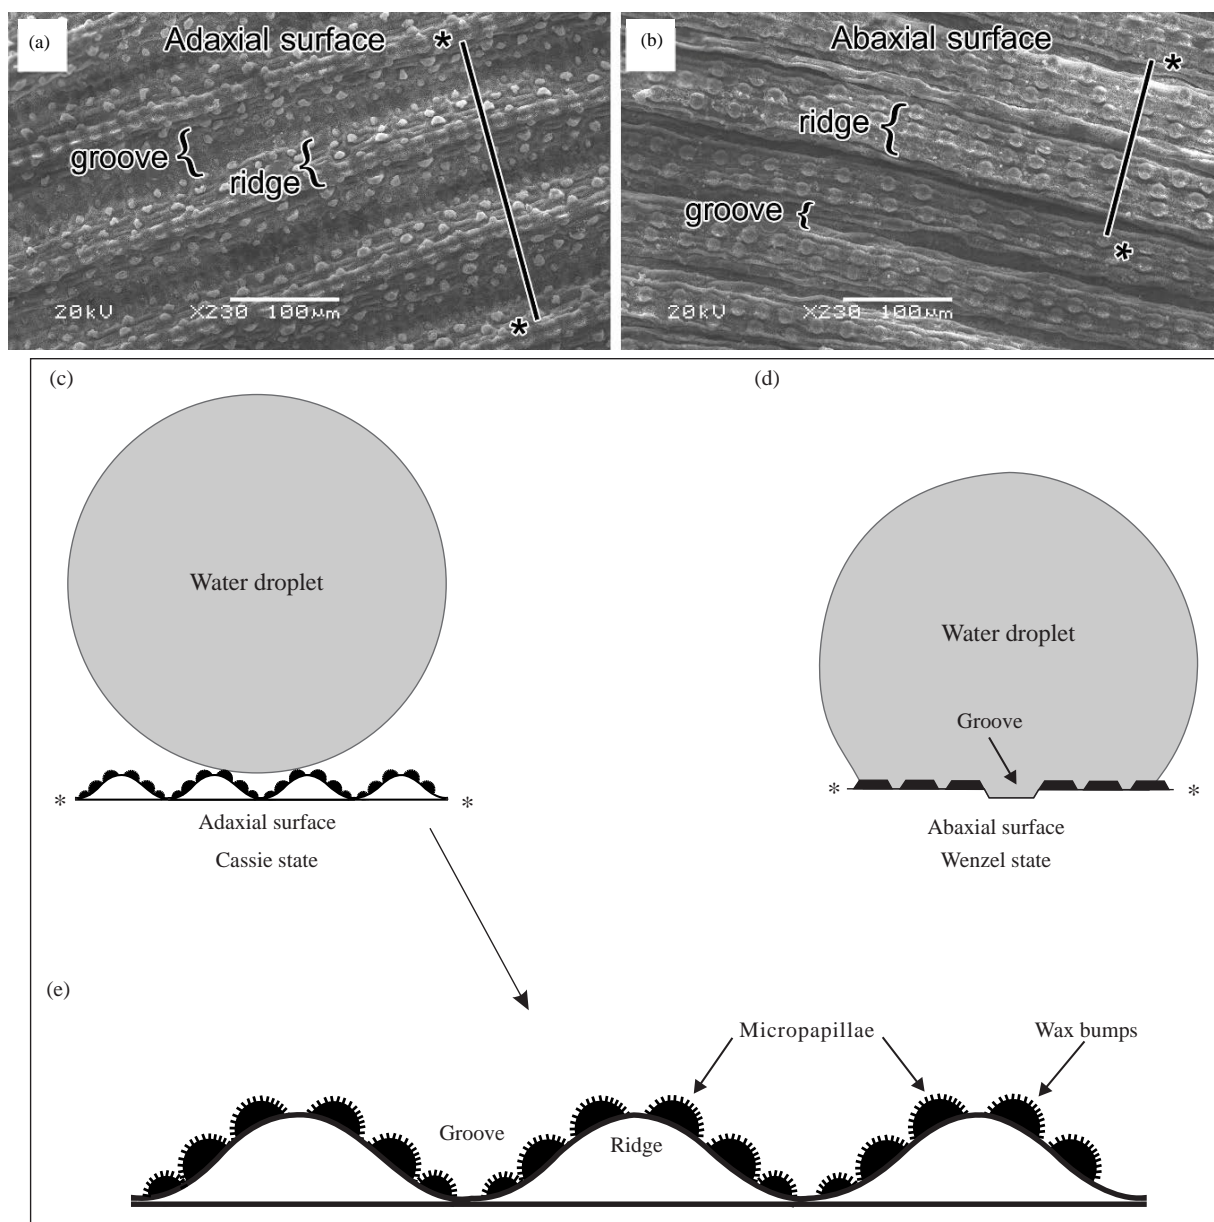 (a)
Adaxial surface
*
groove {
ridge {
*
20kV X230 100µm
(b)
Abaxial surface
*
ridge {
groove {
*
20kV X230 100µm
(c)
Water droplet
* *
Adaxial surface
Cassie state
(d)
Water droplet
Groove
* *
Abaxial surface
Wenzel state
(e)
Micropapillae
Wax bumps
Groove
Ridge